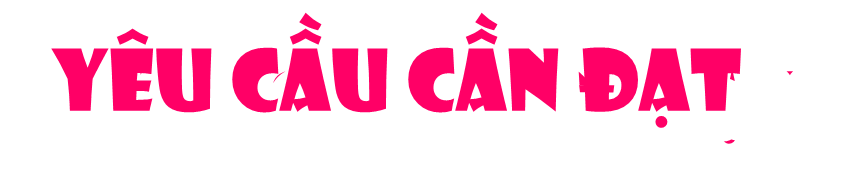 YÊU CẦU CẦN ĐẠT